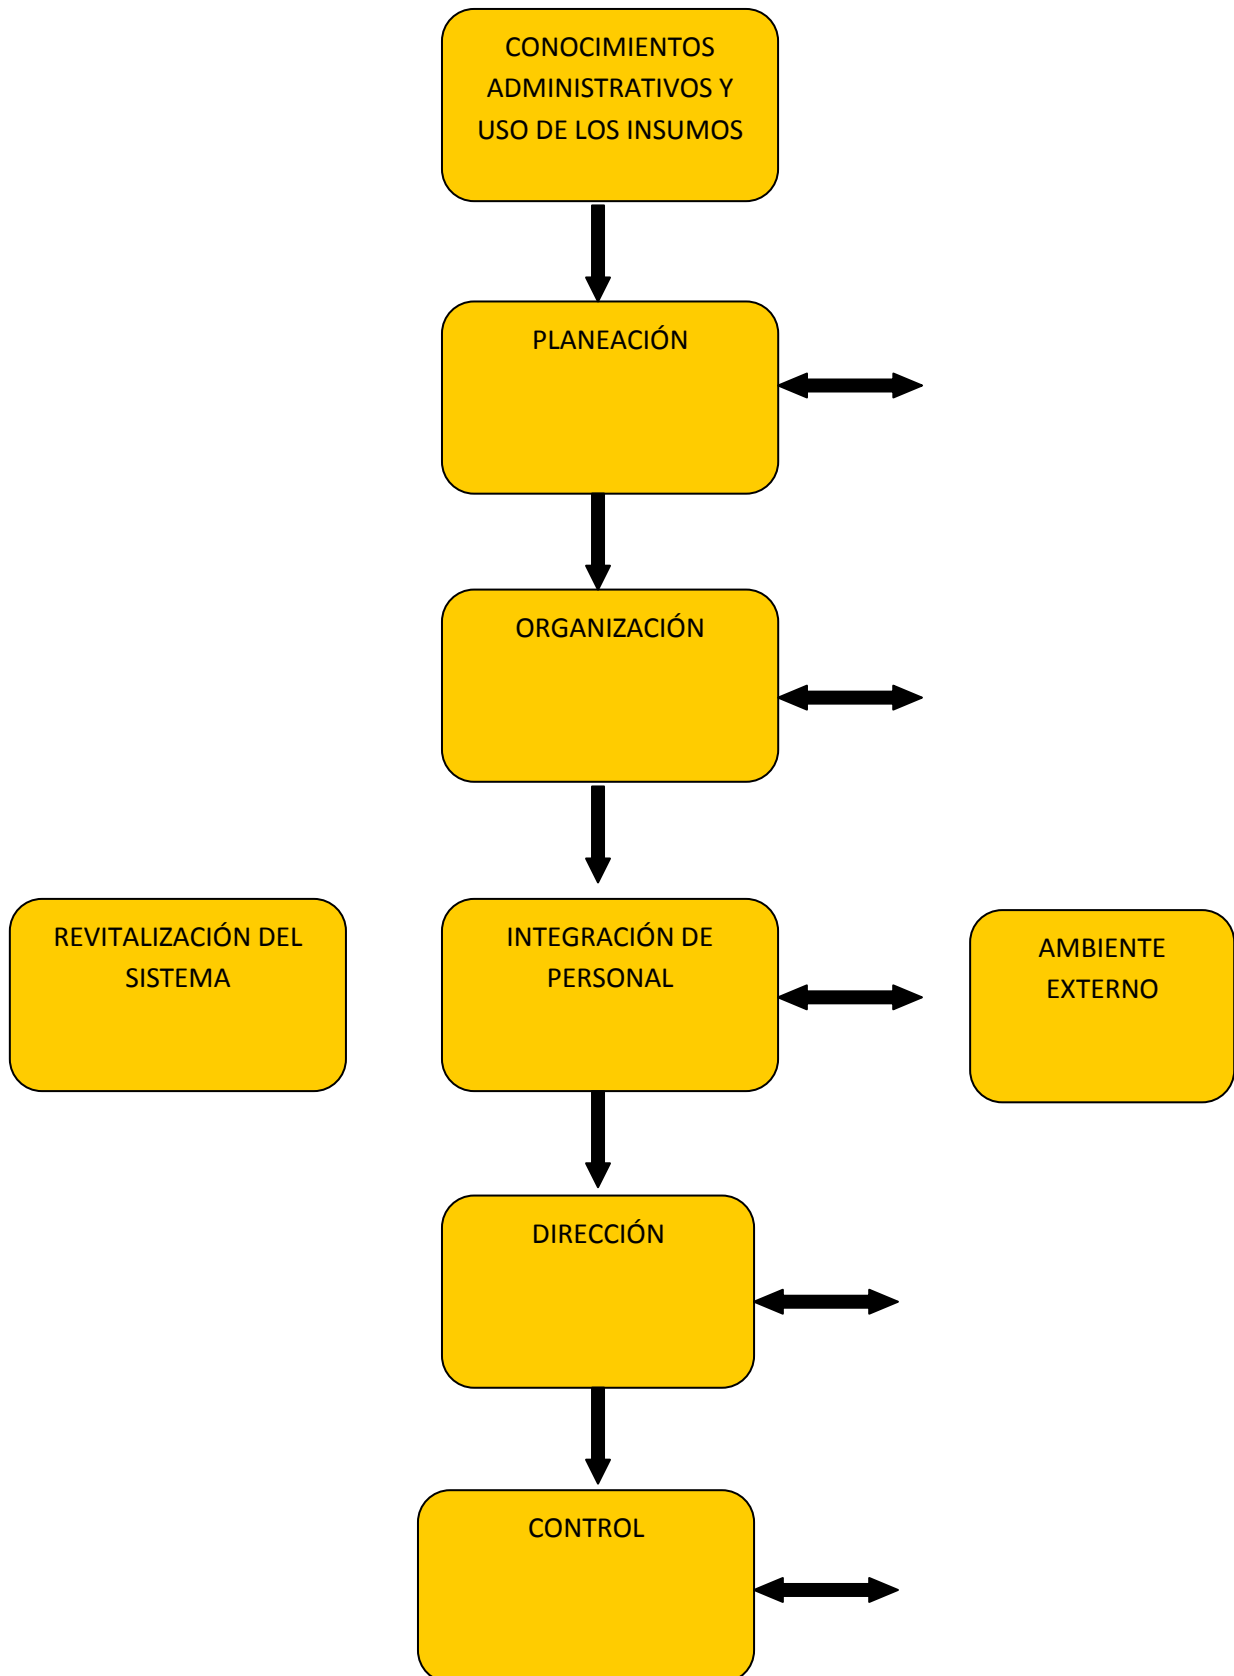 CONOCIMIENTOS
ADMINISTRATIVOS Y
USO DE LOS INSUMOS
PLANEACIÓN
ORGANIZACIÓN
REVITALIZACIÓN DEL
SISTEMA
INTEGRACIÓN DE
PERSONAL
AMBIENTE
EXTERNO
DIRECCIÓN
CONTROL